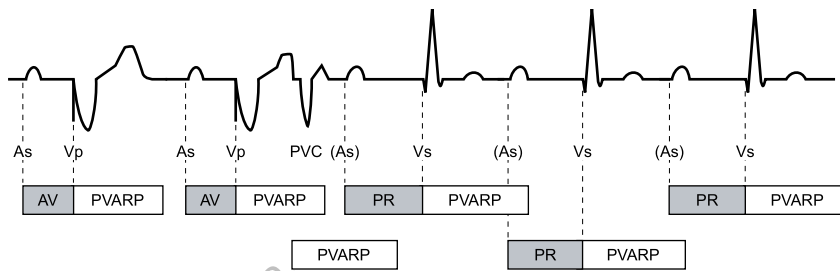 As Vp As Vp PVC (As) Vs (As) Vs (As) Vs
AV PVARP AV PVARP PR PVARP PR PVARP
PVARP PR PVARP